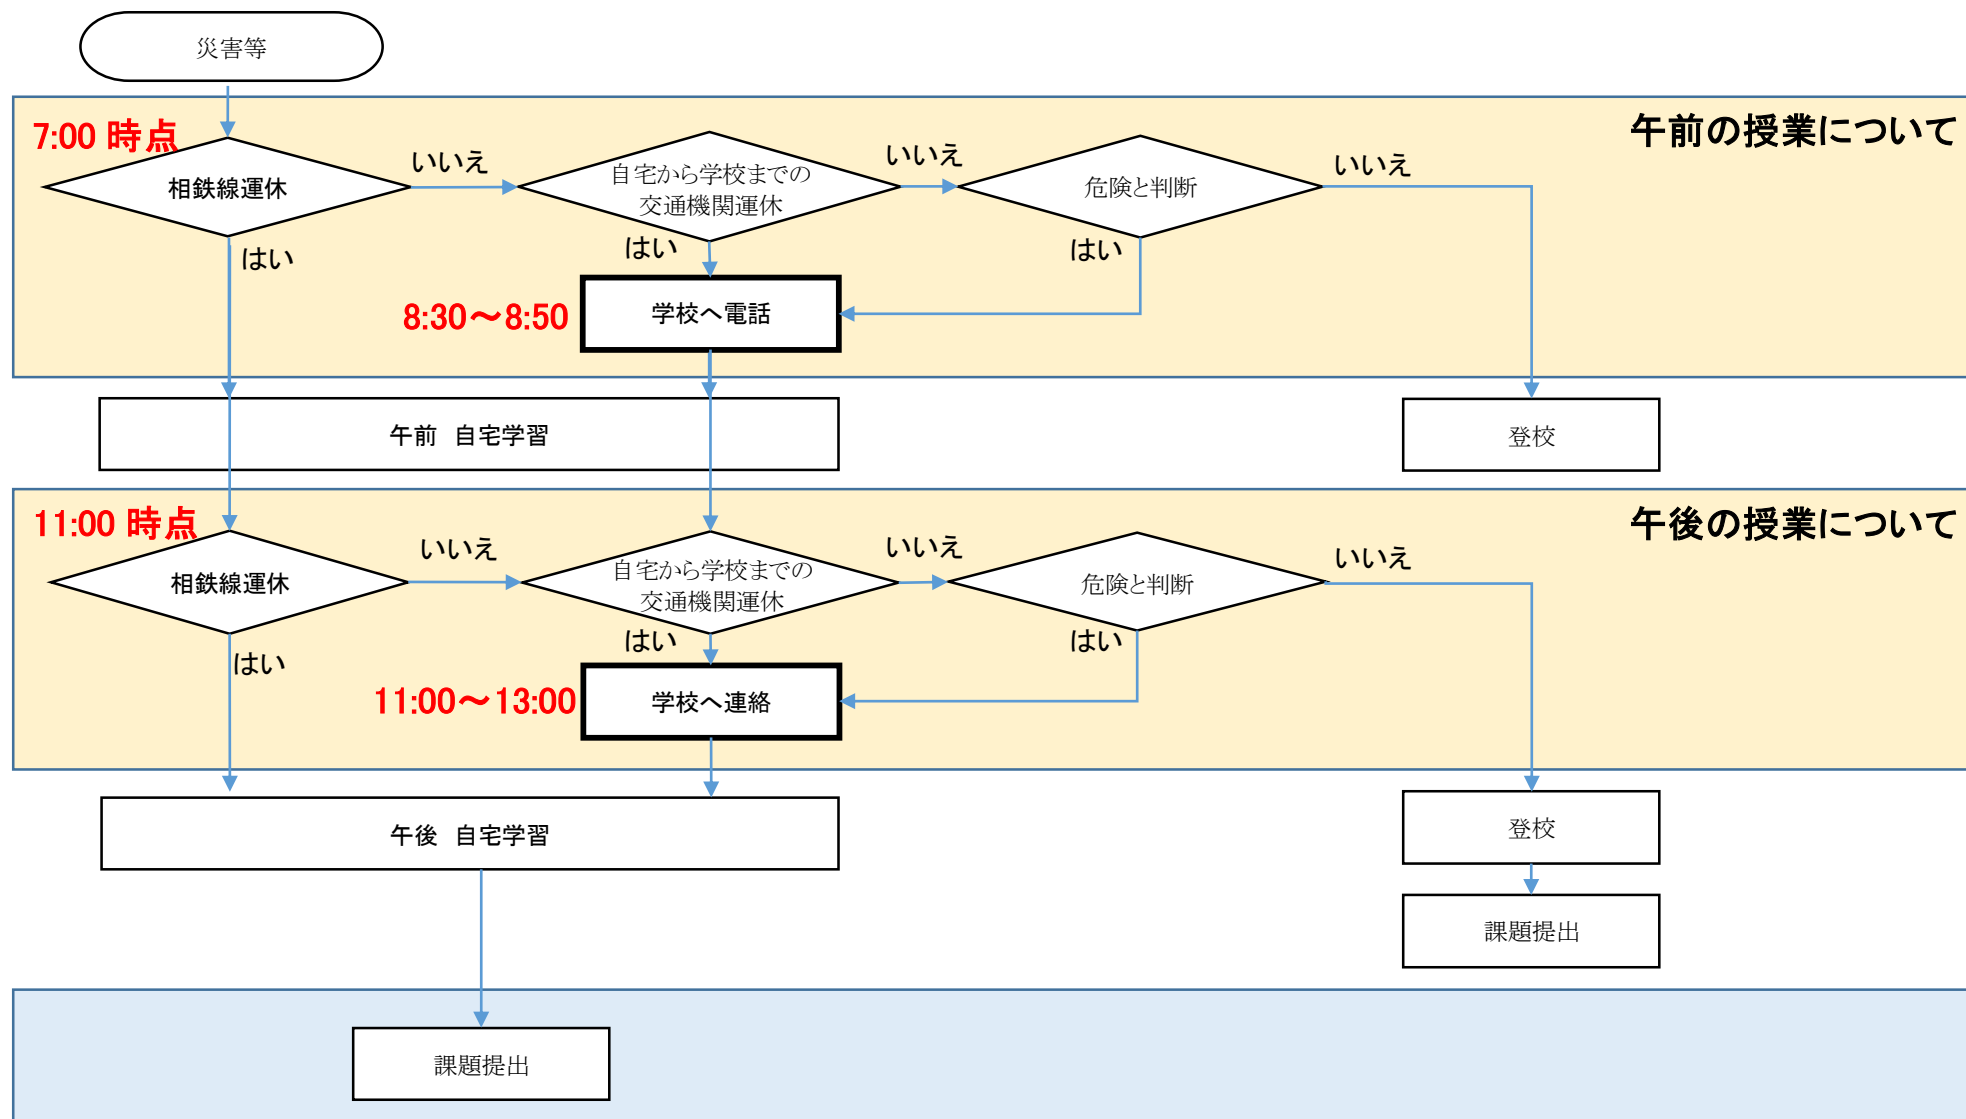 災害等
7:00 時点
午前の授業について
相鉄線運休
いいえ
自宅から学校までの
交通機関運休
いいえ
危険と判断
いいえ
はい
はい
はい
8:30～8:50
学校へ電話
午前 自宅学習
登校
11:00 時点
午後の授業について
相鉄線運休
いいえ
自宅から学校までの
交通機関運休
いいえ
危険と判断
いいえ
はい
はい
はい
11:00～13:00
学校へ連絡
午後 自宅学習
登校
課題提出
課題提出